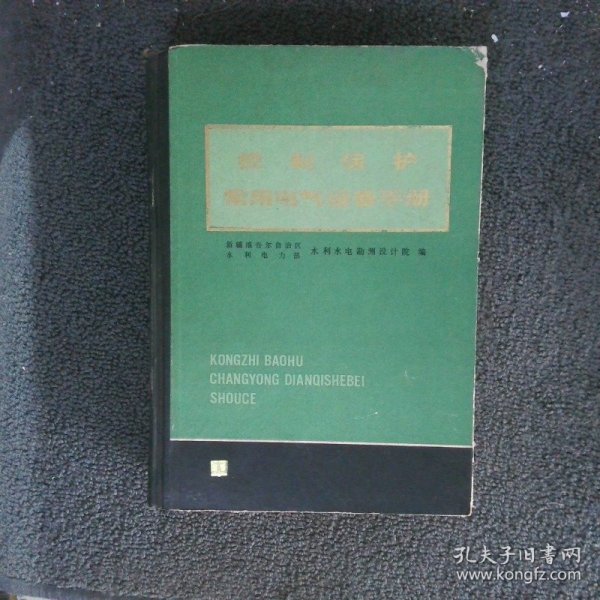 控制保护
常用电气设备手册
新疆维吾尔自治区
水利电力部
水利水电勘测设计院 编
KONGZHI BAOHU
CHANGYONG DIANQISHEBEI
SHOUCE
孔夫子旧书网
www.kongfz.com